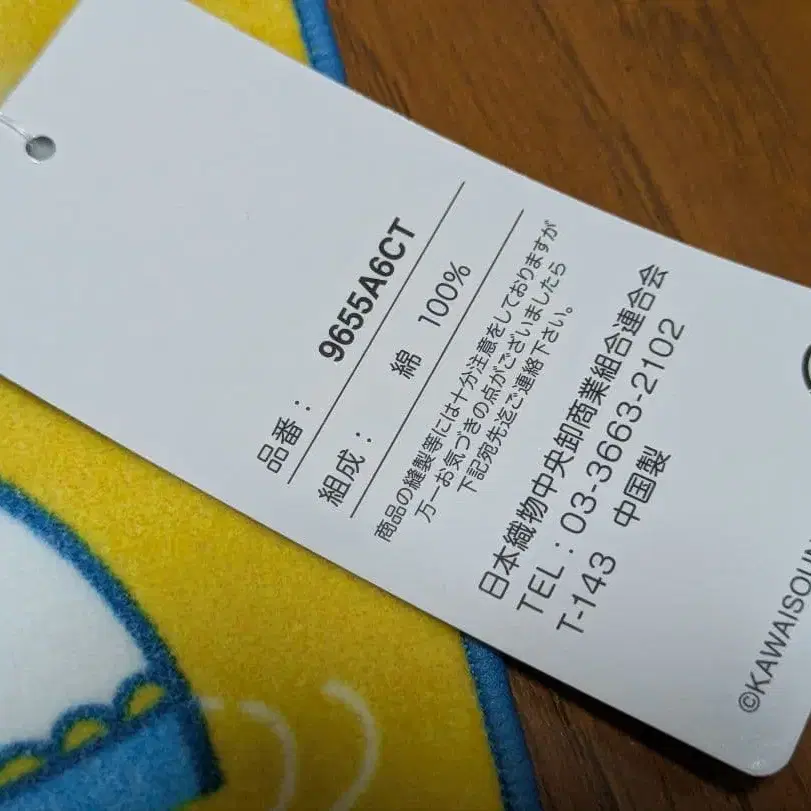 品番： 9655A6CT
組成： 綿 100%
商品の縫製等には十分注意をしておりますが
万一お気づきの点がございましたら
下記宛先迄ご連絡下さい。
日本織物中央卸商業組合連合会
TEL：03-3663-2102
T-143 中国製
©KAWAISOUN